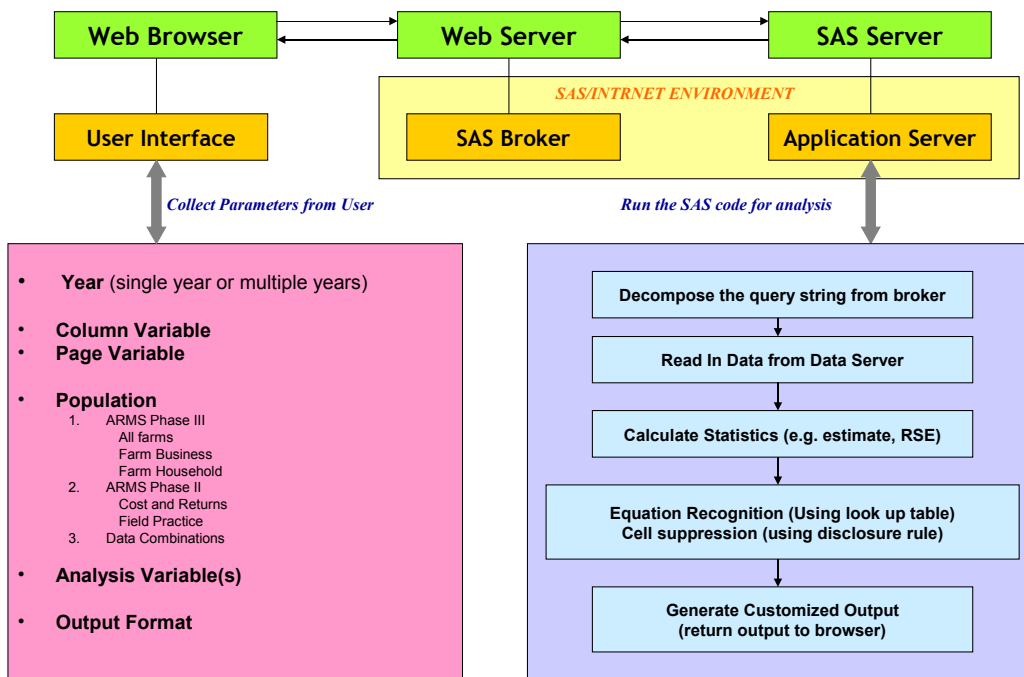 Web Browser
Web Server
SAS Server
SAS/INTRNET ENVIRONMENT
User Interface
SAS Broker
Application Server
Collect Parameters from User
Run the SAS code for analysis
• Year (single year or multiple years)
• Column Variable
• Page Variable
• Population
1. ARMS Phase III
All farms
Farm Business
Farm Household
2. ARMS Phase II
Cost and Returns
Field Practice
3. Data Combinations
• Analysis Variable(s)
• Output Format
Decompose the query string from broker
Read In Data from Data Server
Calculate Statistics (e.g. estimate, RSE)
Equation Recognition (Using look up table)
Cell suppression (using disclosure rule)
Generate Customized Output
(return output to browser)